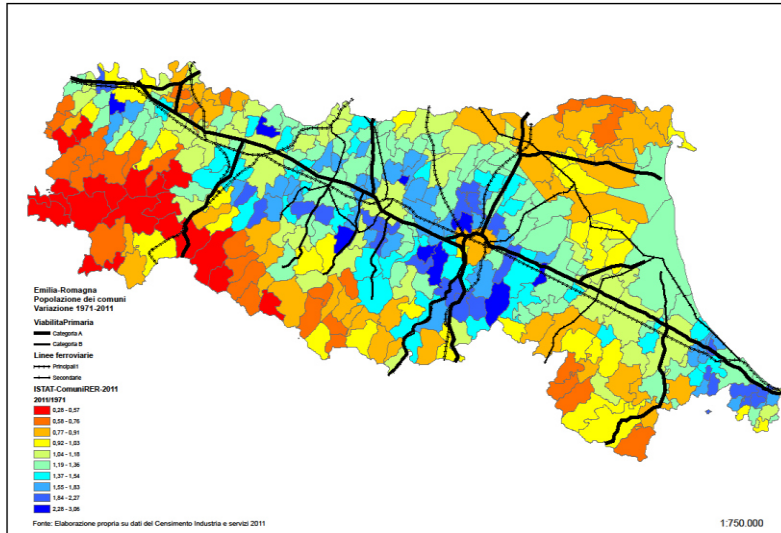 Emilia-Romagna
Popolazione dei comuni
Variazione 1971-2011
ViabilitaPrimaria
Categoria A
Categoria B
Linee ferroviarie
Principali1
Secondarie
ISTAT-ComuniRER-2011
2011/1971
0,28 - 0,57
0,58 - 0,76
0,77 - 0,91
0,92 - 1,03
1,04 - 1,18
1,19 - 1,36
1,37 - 1,54
1,55 - 1,83
1,84 - 2,27
2,28 - 3,06
Fonte: Elaborazione propria su dati del Censimento Industria e servizi 2011
1:750.000